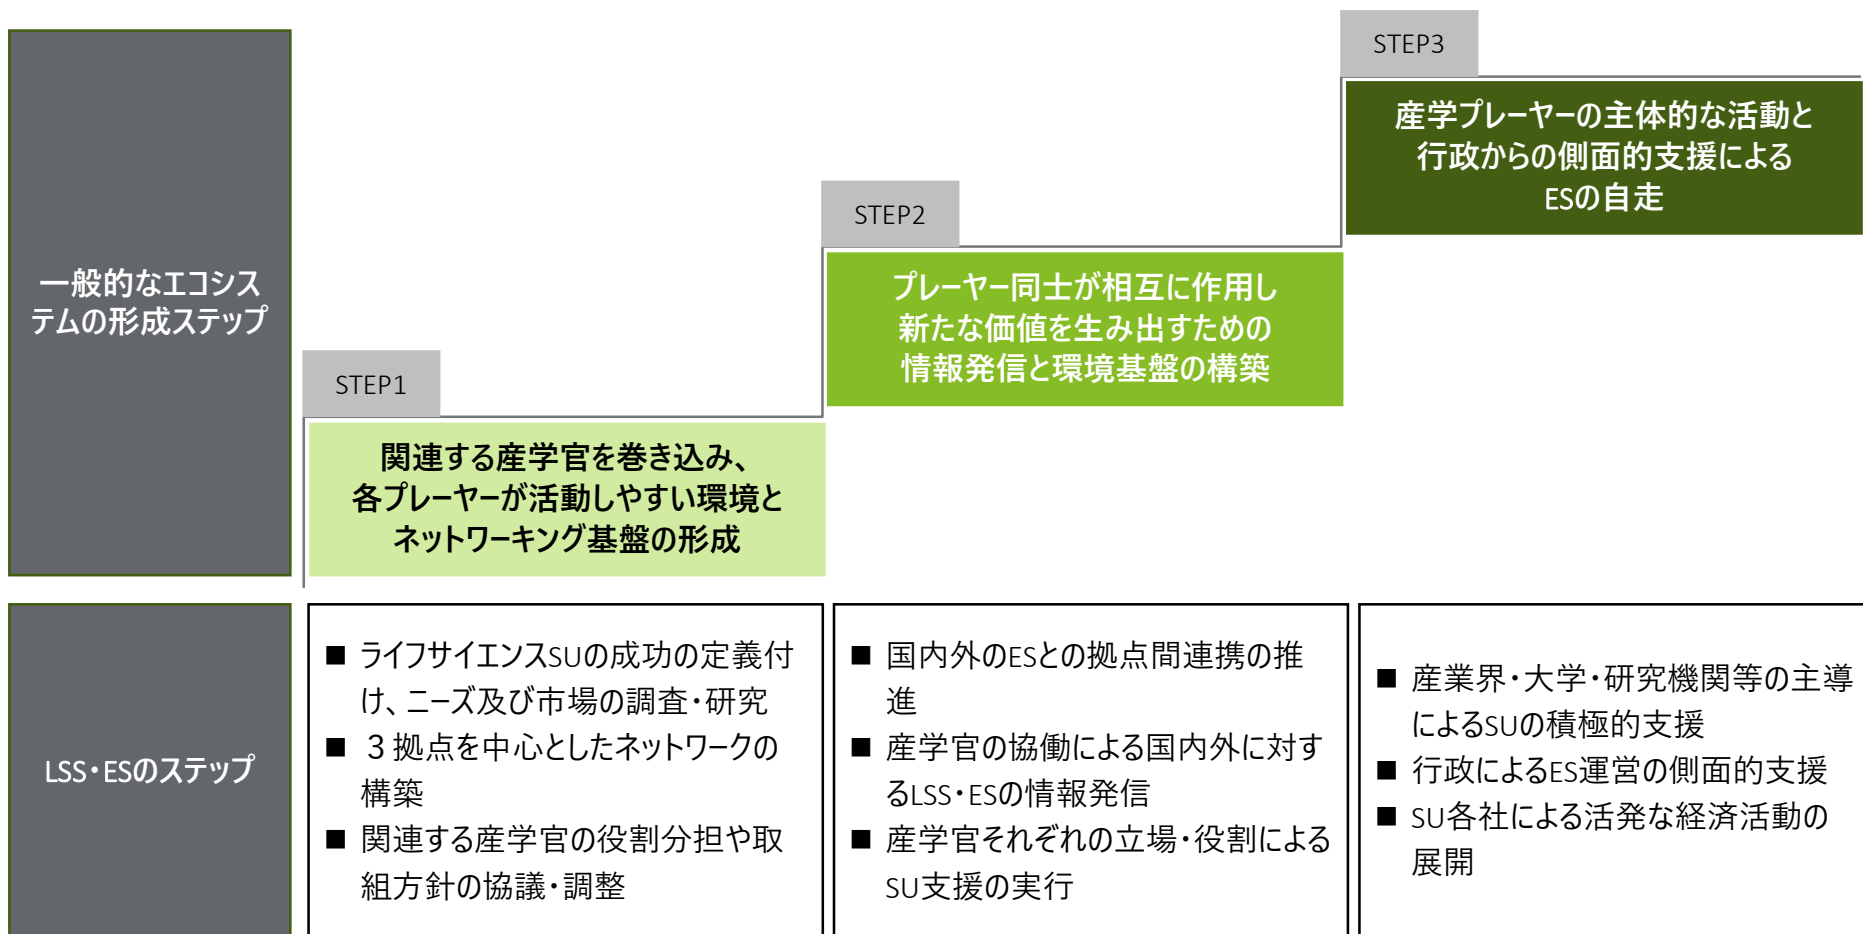 一般的なエコシス
テムの形成ステップ
STEP1
関連する産学官を巻き込み、
各プレーヤーが活動しやすい環境と
ネットワーキング基盤の形成
STEP2
プレーヤー同士が相互に作用し
新たな価値を生み出すための
情報発信と環境基盤の構築
STEP3
産学プレーヤーの主体的な活動と
行政からの側面的支援による
ESの自走
LSS・ESのステップ
■ ライフサイエンスSUの成功の定義付
け、ニーズ及び市場の調査・研究
■ ３拠点を中心としたネットワークの
構築
■ 関連する産学官の役割分担や取
組方針の協議・調整
■ 国内外のESとの拠点間連携の推
進
■ 産学官の協働による国内外に対す
るLSS・ESの情報発信
■ 産学官それぞれの立場・役割による
SU支援の実行
■ 産業界・大学・研究機関等の主導
によるSUの積極的支援
■ 行政によるES運営の側面的支援
■ SU各社による活発な経済活動の
展開